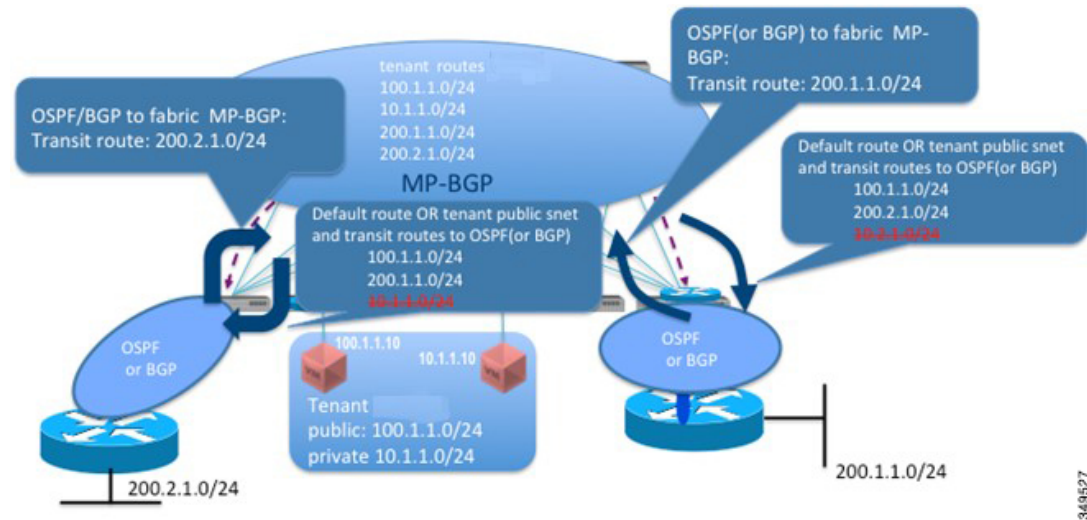 OSPF(or BGP) to fabric MP-
BGP:
Transit route: 200.1.1.0/24
tenant routes
100.1.1.0/24
10.1.1.0/24
200.1.1.0/24
200.2.1.0/24
MP-BGP
OSPF/BGP to fabric MP-BGP:
Transit route: 200.2.1.0/24
Default route OR tenant public snet
and transit routes to OSPF(or BGP)
100.1.1.0/24
200.2.1.0/24
10.2.1.0/24
Default route OR tenant public snet
and transit routes to OSPF(or BGP)
100.1.1.0/24
200.1.1.0/24
10.1.1.0/24
OSPF
or BGP
100.1.1.10
10.1.1.10
VM
VM
Tenant
public: 100.1.1.0/24
private 10.1.1.0/24
OSPF
or BGP
200.2.1.0/24
200.1.1.0/24
349527